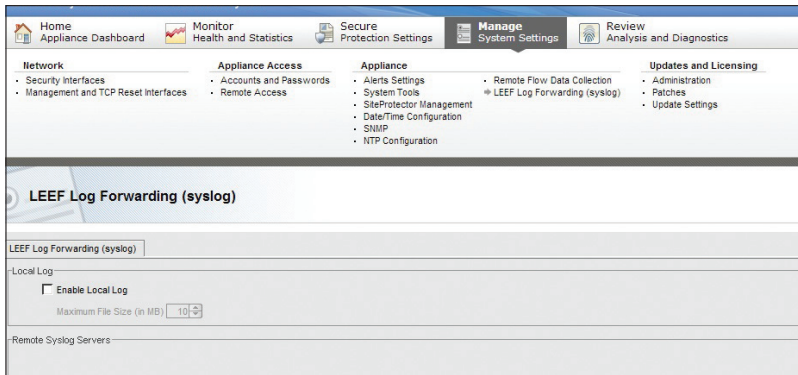 Home
Appliance Dashboard
Monitor
Health and Statistics
Secure
Protection Settings
Manage
System Settings
Review
Analysis and Diagnostics
Network
Security Interfaces
Management and TCP Reset Interfaces
Appliance Access
Accounts and Passwords
Remote Access
Appliance
Alerts Settings
System Tools
SiteProtector Management
Date/Time Configuration
SNMP
NTP Configuration
Remote Flow Data Collection
LEEF Log Forwarding (syslog)
Updates and Licensing
Administration
Patches
Update Settings
LEEF Log Forwarding (syslog)
LEEF Log Forwarding (syslog)
Local Log
Enable Local Log
Maximum File Size (in MB) 10
Remote Syslog Servers